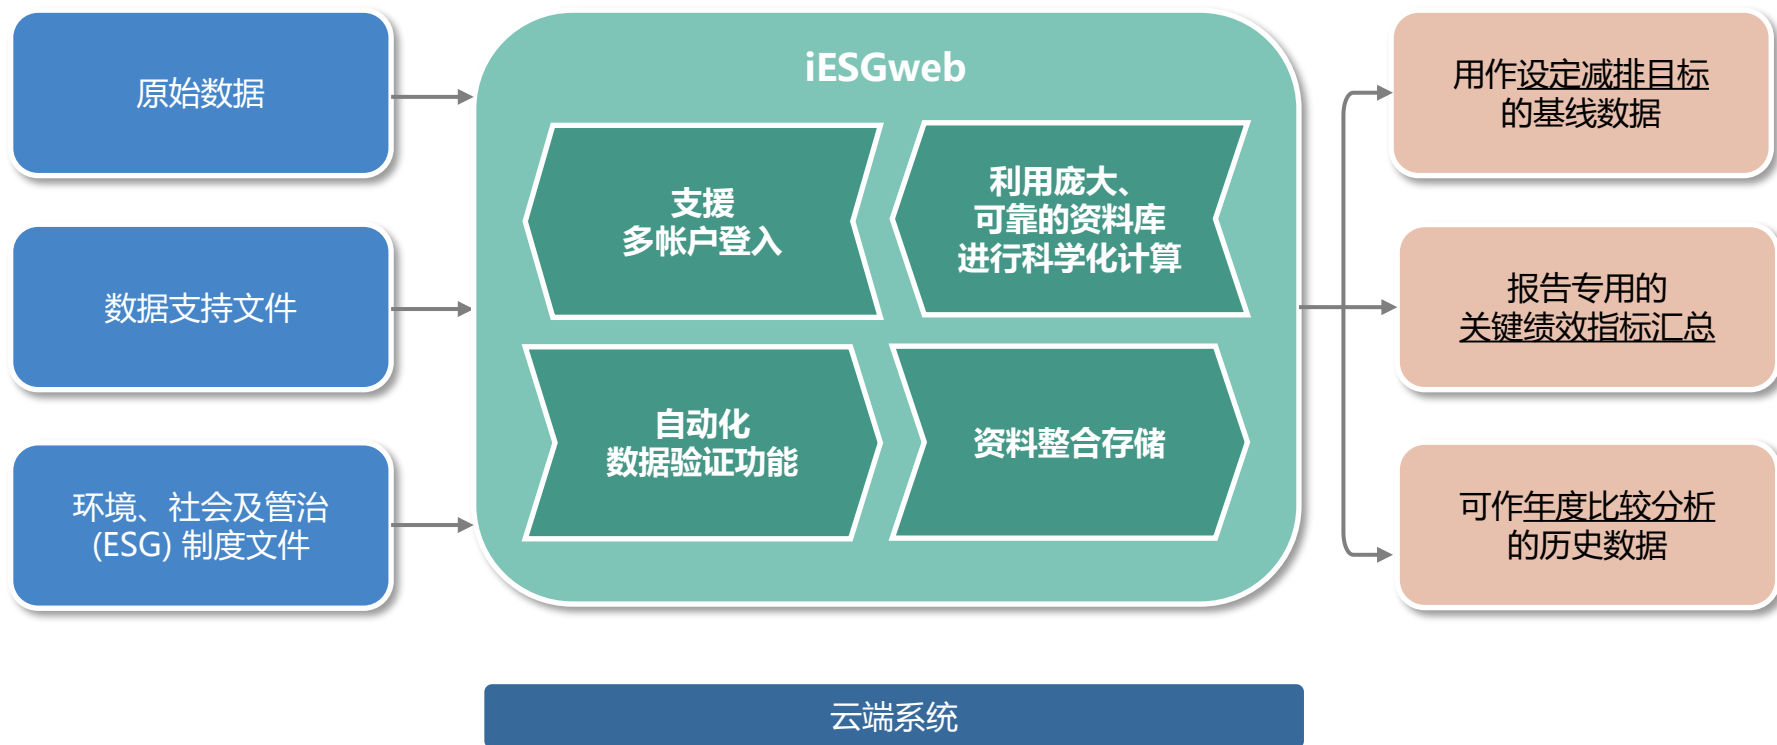 原始数据
数据支持文件
环境、社会及管治
(ESG) 制度文件
iESGweb
支援
多帐户登入
利用庞大、
可靠的资料库
进行科学化计算
自动化
数据验证功能
资料整合存储
用作设定减排目标
的基线数据
报告专用的
关键绩效指标汇总
可作年度比较分析
的历史数据
云端系统